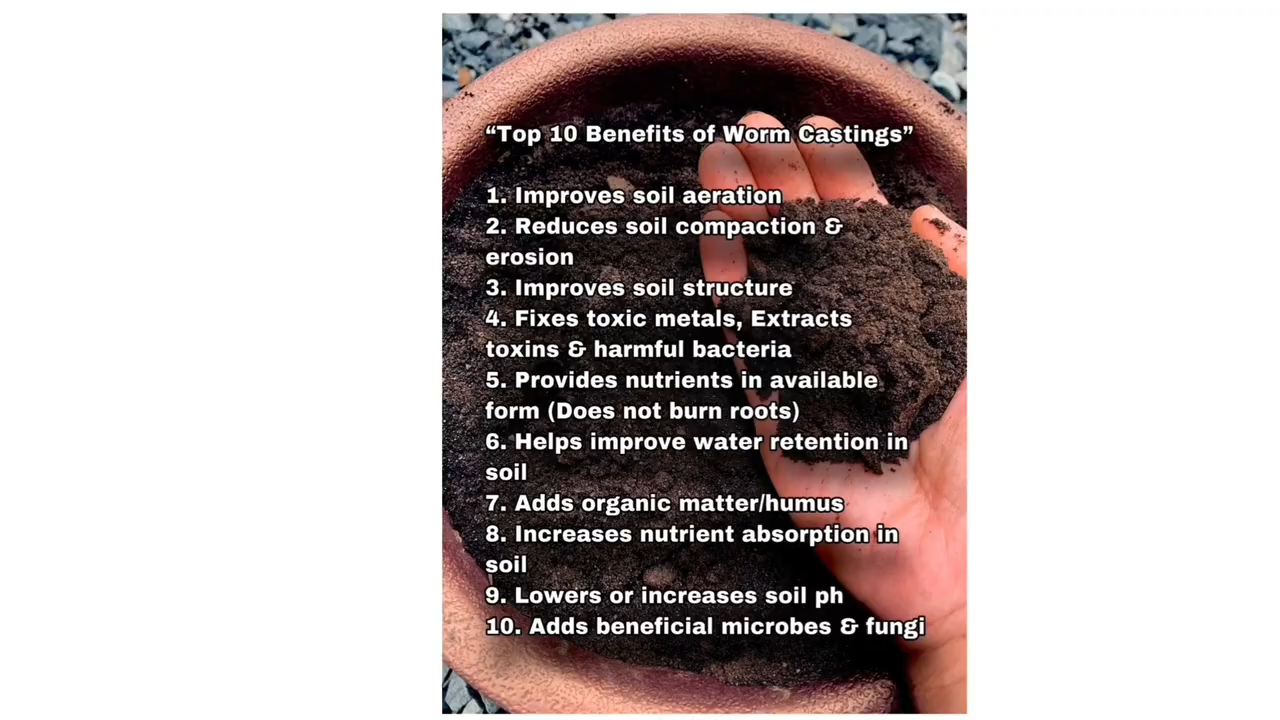 “Top 10 Benefits of Worm Castings”
1. Improves soil aeration
2. Reduces soil compaction &
erosion
3. Improves soil structure
4. Fixes toxic metals, Extracts
toxins & harmful bacteria
5. Provides nutrients in available
form (Does not burn roots)
6. Helps improve water retention in
soil
7. Adds organic matter/humus
8. Increases nutrient absorption in
soil
9. Lowers or increases soil ph
10. Adds beneficial microbes & fungi